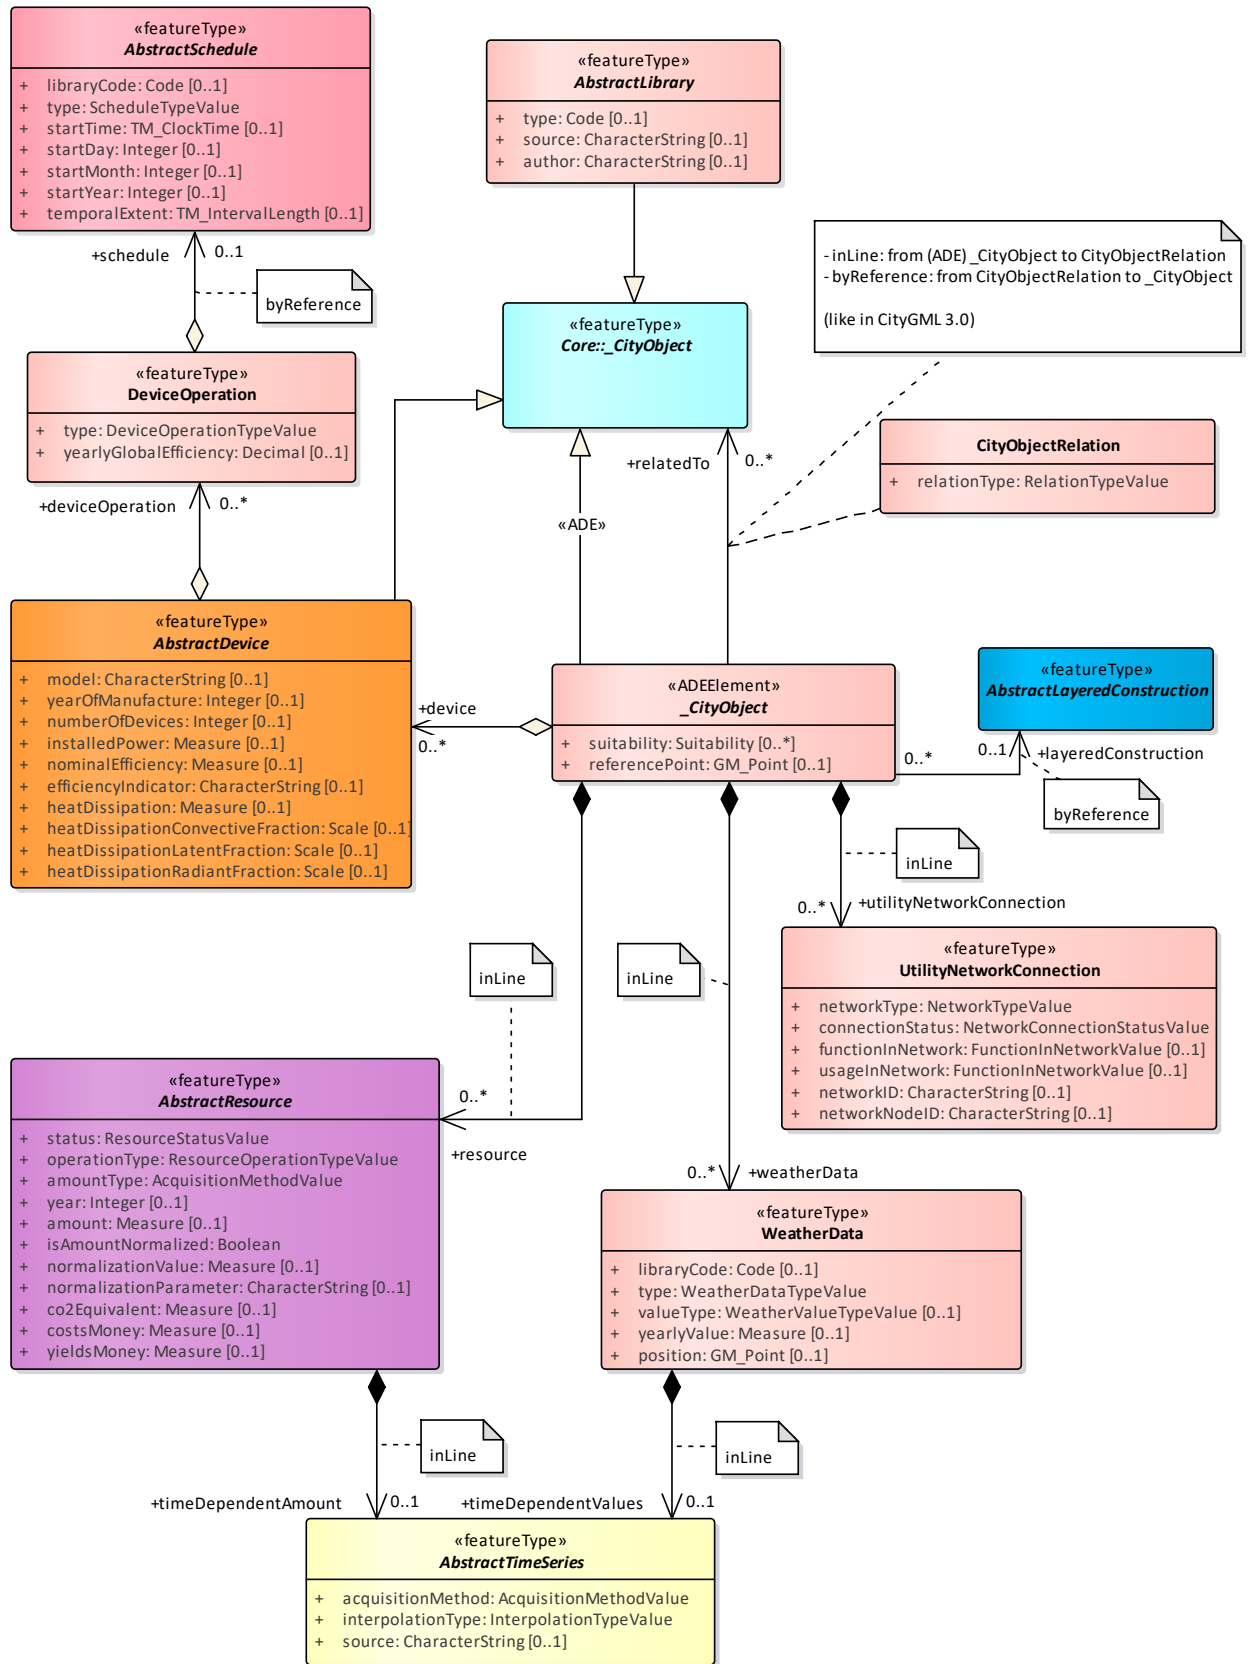 «featureType»
AbstractSchedule
+ libraryCode: Code [0..1]
+ type: ScheduleTypeValue
+ startTime: TM_ClockTime [0..1]
+ startDay: Integer [0..1]
+ startMonth: Integer [0..1]
+ startYear: Integer [0..1]
+ temporalExtent: TM_IntervalLength [0..1]
«featureType»
AbstractLibrary
+ type: Code [0..1]
+ source: CharacterString [0..1]
+ author: CharacterString [0..1]
+schedule
0..1
byReference
- inLine: from (ADE) _CityObject to CityObjectRelation
- byReference: from CityObjectRelation to _CityObject
(like in CityGML 3.0)
«featureType»
Core::_CityObject
«featureType»
DeviceOperation
+ type: DeviceOperationTypeValue
+ yearlyGlobalEfficiency: Decimal [0..1]
+deviceOperation
0..*
+relatedTo
0..*
CityObjectRelation
+ relationType: RelationTypeValue
«ADE»
«featureType»
AbstractDevice
+ model: CharacterString [0..1]
+ yearOfManufacture: Integer [0..1]
+ numberOfDevices: Integer [0..1]
+ installedPower: Measure [0..1]
+ nominalEfficiency: Measure [0..1]
+ efficiencyIndicator: CharacterString [0..1]
+ heatDissipation: Measure [0..1]
+ heatDissipationConvectiveFraction: Scale [0..1]
+ heatDissipationLatentFraction: Scale [0..1]
+ heatDissipationRadiantFraction: Scale [0..1]
+device
0..*
«ADEElement»
_CityObject
+ suitability: Suitability [0..*]
+ referencePoint: GM_Point [0..1]
«featureType»
AbstractLayeredConstruction
0..*
0..1
+layeredConstruction
byReference
inLine
0..*
+utilityNetworkConnection
«featureType»
UtilityNetworkConnection
+ networkType: NetworkTypeValue
+ connectionStatus: NetworkConnectionStatusValue
+ functionInNetwork: FunctionInNetworkValue [0..1]
+ usageInNetwork: FunctionInNetworkValue [0..1]
+ networkID: CharacterString [0..1]
+ networkNodeID: CharacterString [0..1]
inLine
inLine
«featureType»
AbstractResource
+ status: ResourceStatusValue
+ operationType: ResourceOperationTypeValue
+ amountType: AcquisitionMethodValue
+ year: Integer [0..1]
+ amount: Measure [0..1]
+ isAmountNormalized: Boolean
+ normalizationValue: Measure [0..1]
+ normalizationParameter: CharacterString [0..1]
+ co2Equivalent: Measure [0..1]
+ costsMoney: Measure [0..1]
+ yieldsMoney: Measure [0..1]
0..*
+resource
0..*
+weatherData
«featureType»
WeatherData
+ libraryCode: Code [0..1]
+ type: WeatherDataTypeValue
+ valueType: WeatherValueTypeValue [0..1]
+ yearlyValue: Measure [0..1]
+ position: GM_Point [0..1]
inLine
inLine
+timeDependentAmount
0..1
+timeDependentValues
0..1
«featureType»
AbstractTimeSeries
+ acquisitionMethod: AcquisitionMethodValue
+ interpolationType: InterpolationTypeValue
+ source: CharacterString [0..1]